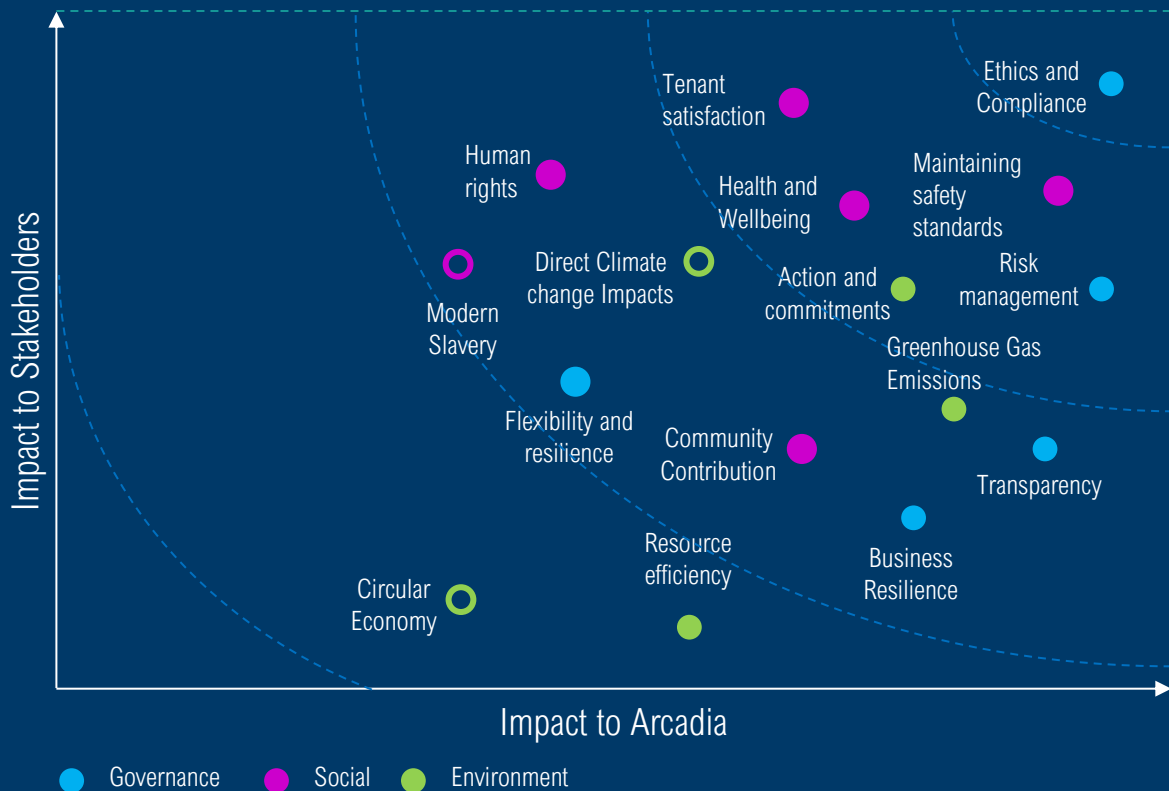 Ethics and
Compliance
Tenant
satisfaction
Human
rights
Maintaining
safety
standards
Health and
Wellbeing
Direct Climate
change Impacts
Action and
commitments
Risk
management
Modern
Slavery
Greenhouse Gas
Emissions
Flexibility and
resilience
Community
Contribution
Transparency
Resource
efficiency
Business
Resilience
Circular
Economy
Impact to Stakeholders
Impact to Arcadia
Governance
Social
Environment